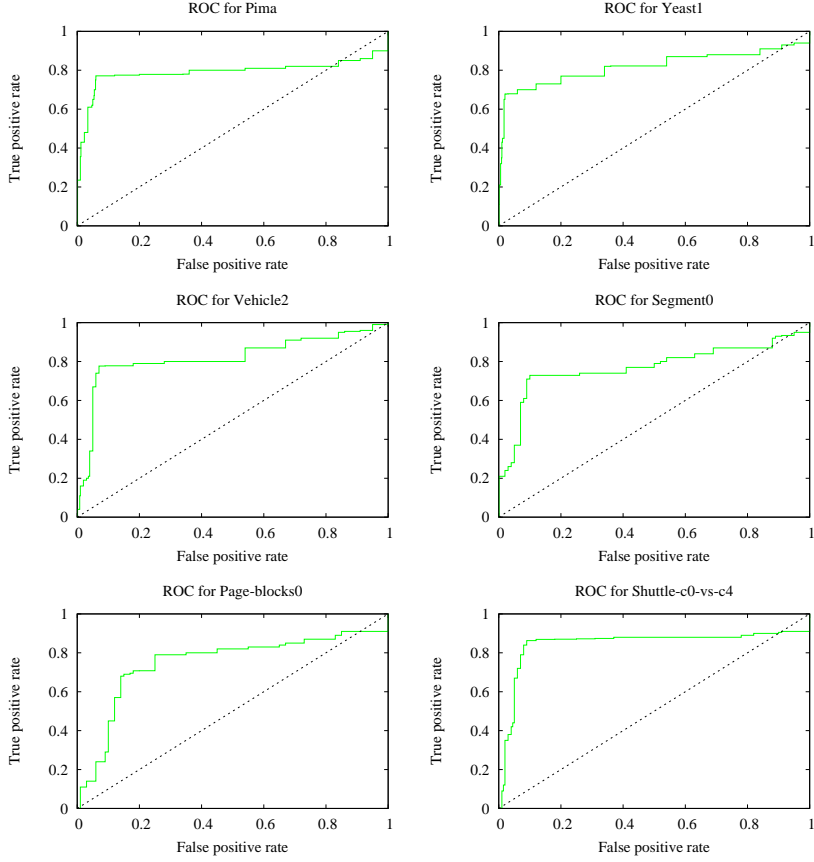 ROC for Pima
1
0.8
0.6
0.4
0.2
0
0 0.2 0.4 0.6 0.8 1
True positive rate
False positive rate
ROC for Yeast1
1
0.8
0.6
0.4
0.2
0
0 0.2 0.4 0.6 0.8 1
True positive rate
False positive rate
ROC for Vehicle2
1
0.8
0.6
0.4
0.2
0
0 0.2 0.4 0.6 0.8 1
True positive rate
False positive rate
ROC for Segment0
1
0.8
0.6
0.4
0.2
0
0 0.2 0.4 0.6 0.8 1
True positive rate
False positive rate
ROC for Page-blocks0
1
0.8
0.6
0.4
0.2
0
0 0.2 0.4 0.6 0.8 1
True positive rate
False positive rate
ROC for Shuttle-c0-vs-c4
1
0.8
0.6
0.4
0.2
0
0 0.2 0.4 0.6 0.8 1
True positive rate
False positive rate